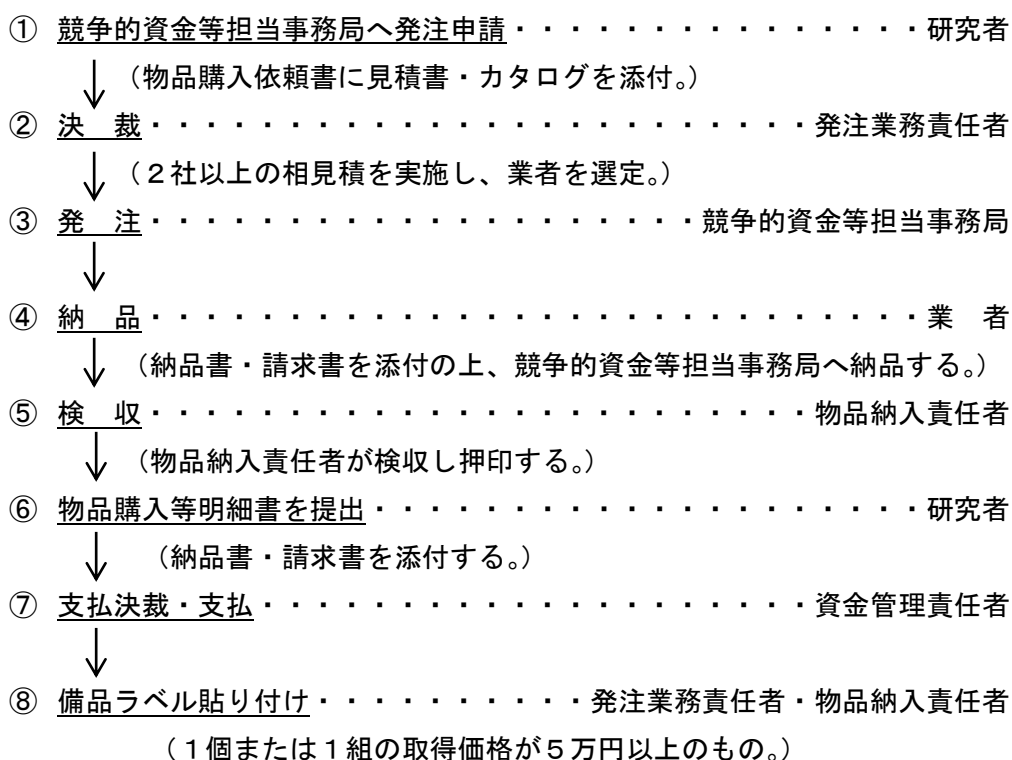 ① 競争的資金等担当事務局へ発注申請・・・・・・・・・・・・・・・研究者
（物品購入依頼書に見積書・カタログを添付。）
② 決　裁・・・・・・・・・・・・・・・・・・・・・・・・発注業務責任者
（２社以上の相見積を実施し、業者を選定。）
③ 発　注・・・・・・・・・・・・・・・・・・・・競争的資金等担当事務局
④ 納　品・・・・・・・・・・・・・・・・・・・・・・・・・・・・業　者
（納品書・請求書を添付の上、競争的資金等担当事務局へ納品する。）
⑤ 検　収・・・・・・・・・・・・・・・・・・・・・・・・物品納入責任者
（物品納入責任者が検収し押印する。）
⑥ 物品購入等明細書を提出・・・・・・・・・・・・・・・・・・・・研究者
（納品書・請求書を添付する。）
⑦ 支払決裁・支払・・・・・・・・・・・・・・・・・・・・資金管理責任者
⑧ 備品ラベル貼り付け・・・・・・・・・・発注業務責任者・物品納入責任者
（１個または１組の取得価格が５万円以上のもの。）